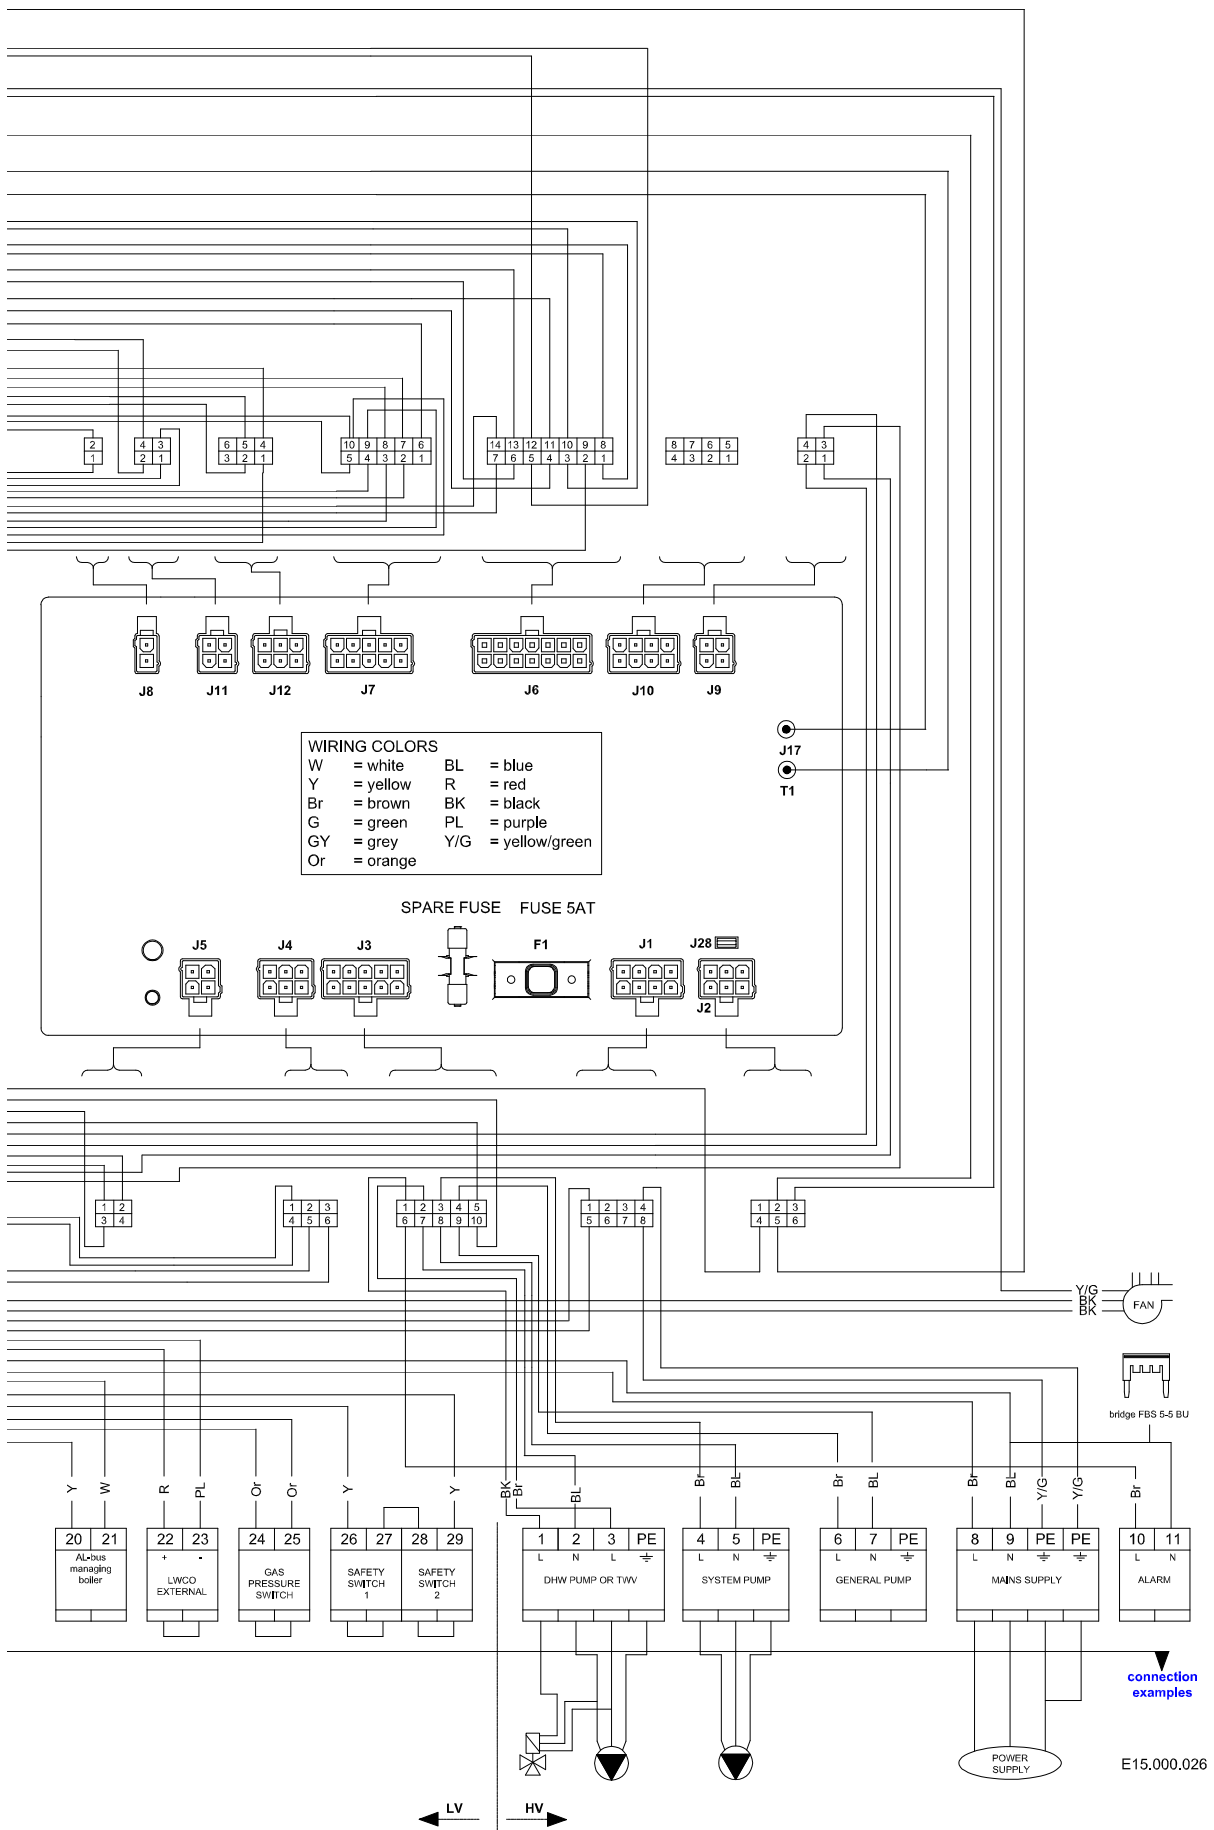 2 4 3 6 5 4 10 9 8 7 6 14 13 12 11 10 9 8 8 7 6 5 4 3
1 2 1 3 2 1 5 4 3 2 1 7 6 5 4 3 2 1 4 3 2 1 2 1
J8 J11 J12 J7 J6 J10 J9
J17
T1
WIRING COLORS
W = white BL = blue
Y = yellow R = red
Br = brown BK = black
G = green PL = purple
GY = grey Y/G = yellow/green
Or = orange
SPARE FUSE FUSE 5AT
J5 J4 J3 F1 J1 J28
J2
1 2 1 2 3 1 2 3 4 5 1 2 3 4 1 2 3
3 4 4 5 6 6 7 8 9 10 5 6 7 8 4 5 6
Y/G
BK
BK
FAN
bridge FBS 5-5 BU
Y W R PL Or Or Y Y BK Br BL Br BL Br BL Br BL Y/G Y/G Br
20 21 22 23 24 25 26 27 28 29 1 2 3 PE 4 5 PE 6 7 PE 8 9 PE PE 10 11
+ - L N L L N L N L N L N
AL-bus
managing
boiler
LWCO
EXTERNAL
GAS
PRESSURE
SWITCH
SAFETY
SWITCH
1
SAFETY
SWITCH
2
DHW PUMP OR TWV
SYSTEM PUMP
GENERAL PUMP
MAINS SUPPLY
ALARM
connection
examples
POWER
SUPPLY
E15.000.026
LV HV